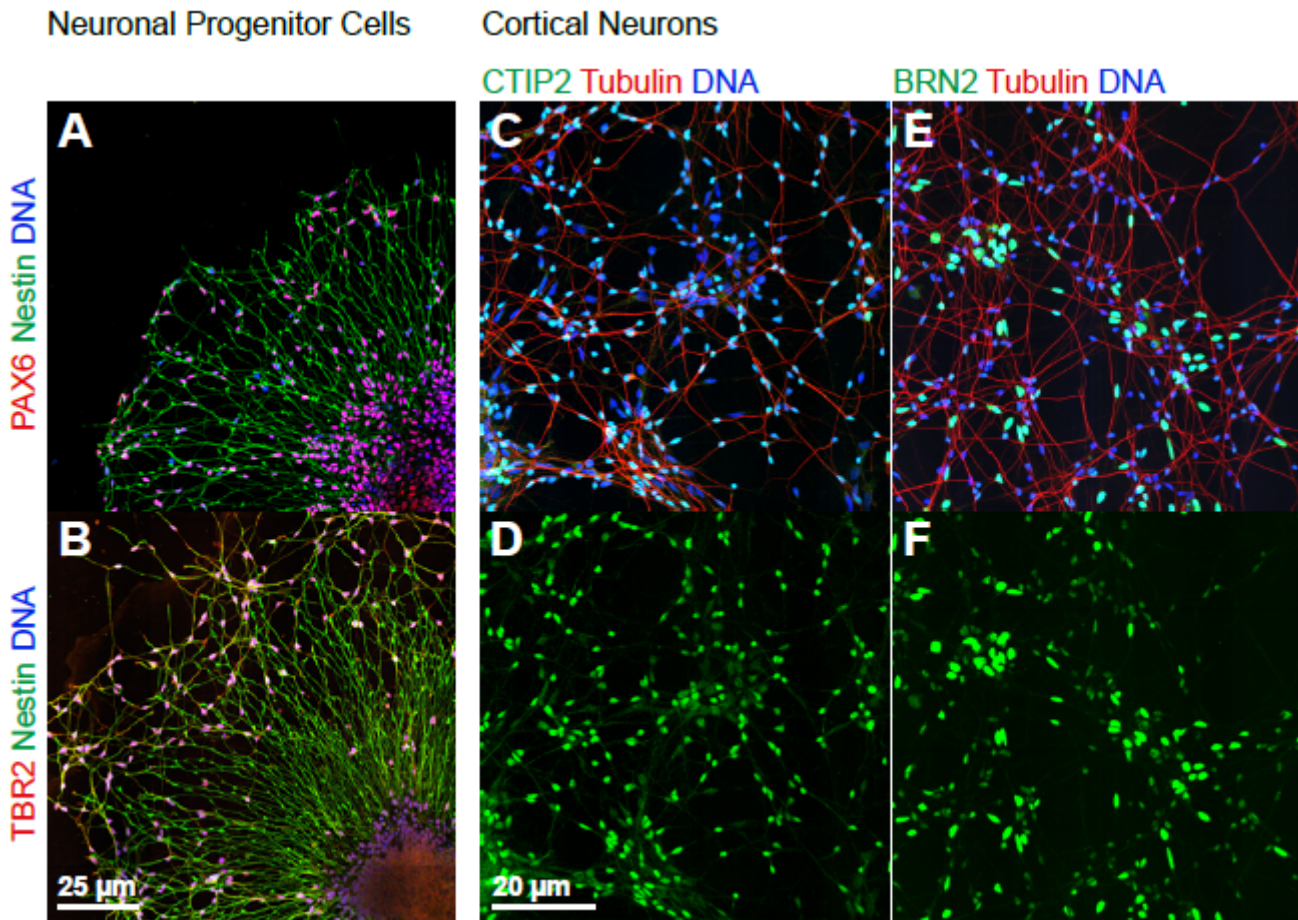 Neuronal Progenitor Cells
Cortical Neurons
CTIP2 Tubulin DNA
BRN2 Tubulin DNA
PAX6 Nestin DNA
A
C
E
TBR2 Nestin DNA
B
D
F
25 µm
20 µm